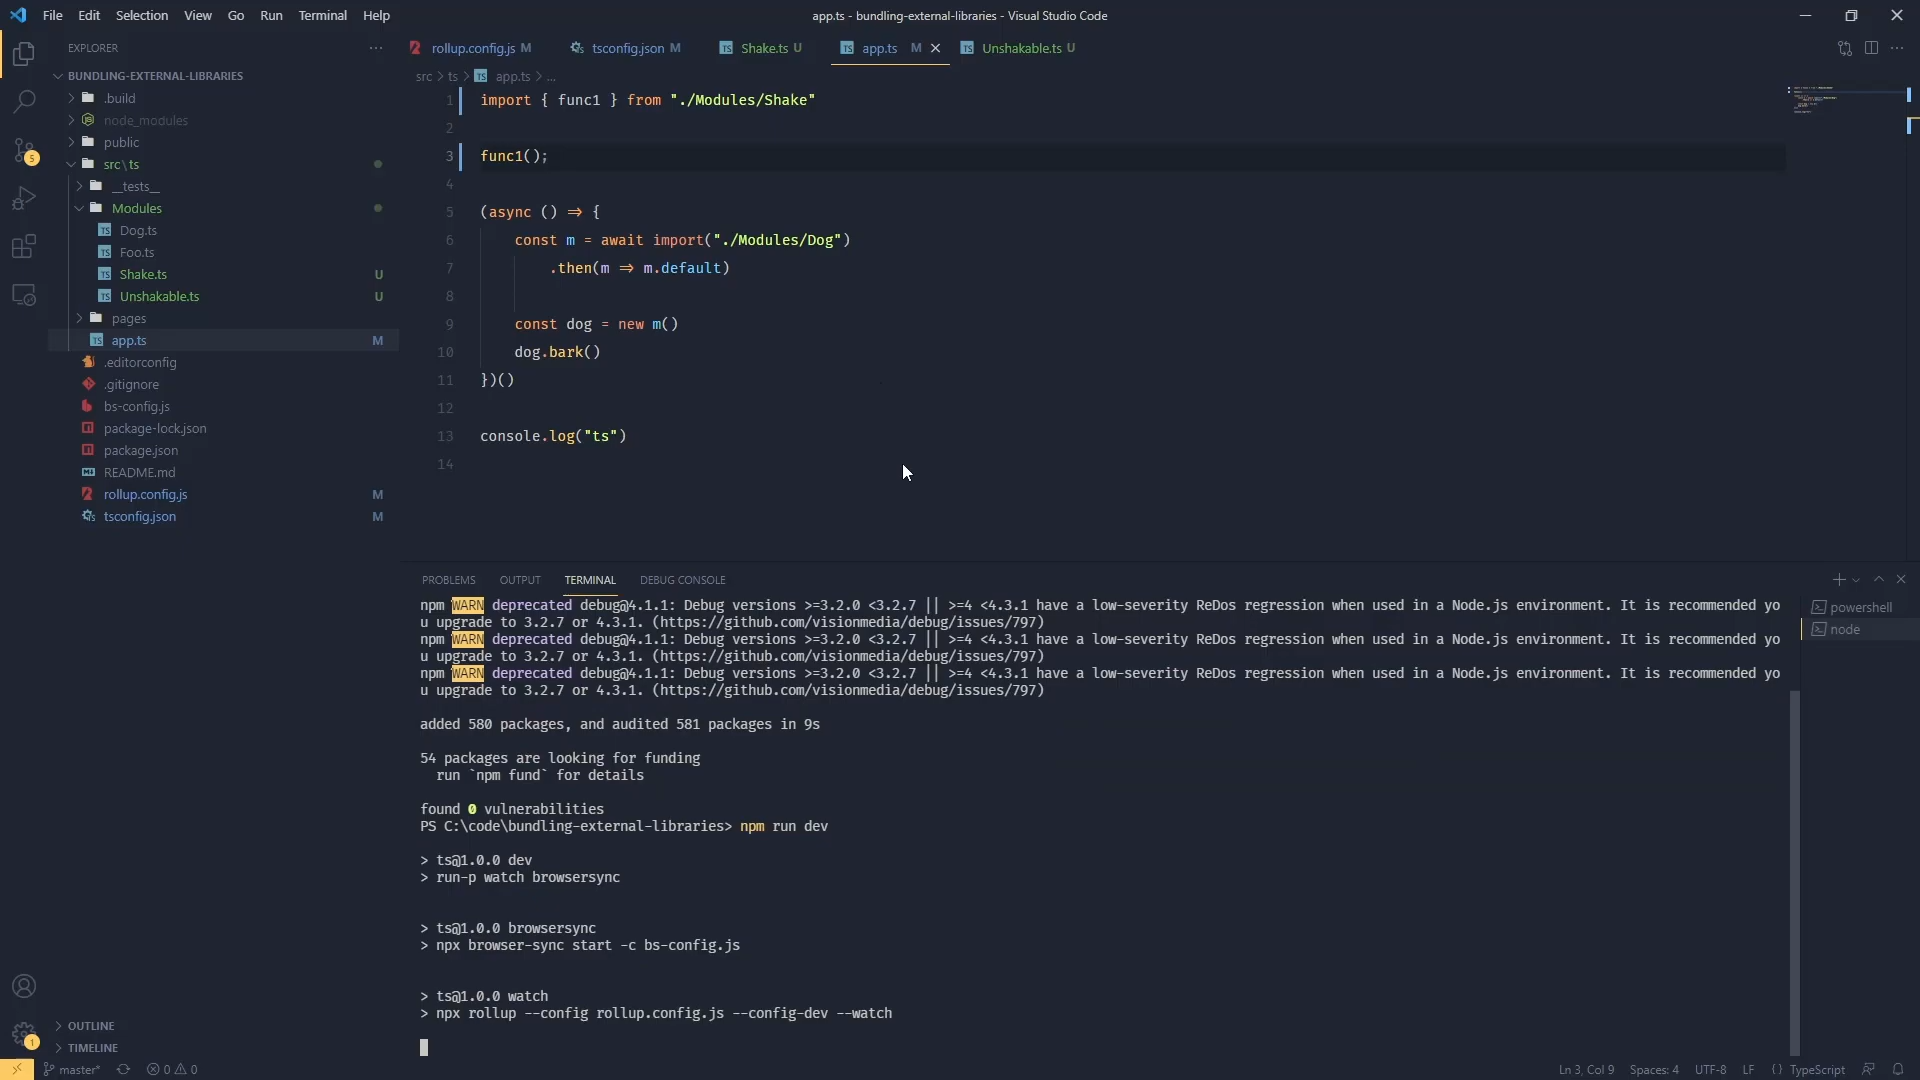 File Edit Selection View Go Run Terminal Help
app.ts - bundling-external-libraries - Visual Studio Code
EXPLORER
rollup.config.js M
tsconfig.json M
Shake.ts U
app.ts M
Unshakable.ts U
BUNDLING-EXTERNAL-LIBRARIES
src > ts > TS app.ts > ...
.build
node_modules
public
src\ts
__tests__
Modules
TS Dog.ts
TS Foo.ts
TS Shake.ts U
TS Unshakable.ts U
pages
TS app.ts M
.editorconfig
.gitignore
bs-config.js
package-lock.json
package.json
README.md
rollup.config.js M
tsconfig.json M
5
1 import { func1 } from "./Modules/Shake"
2
3 func1();
4
5 (async () => {
6 const m = await import("./Modules/Dog")
7 .then(m => m.default)
8
9 const dog = new m()
10 dog.bark()
11 })()
12
13 console.log("ts")
14
PROBLEMS OUTPUT TERMINAL DEBUG CONSOLE
powershell
node
npm WARN deprecated debug@4.1.1: Debug versions >=3.2.0 <3.2.7 || >=4 <4.3.1 have a low-severity ReDos regression when used in a Node.js environment. It is recommended yo
u upgrade to 3.2.7 or 4.3.1. (https://github.com/visionmedia/debug/issues/797)
npm WARN deprecated debug@4.1.1: Debug versions >=3.2.0 <3.2.7 || >=4 <4.3.1 have a low-severity ReDos regression when used in a Node.js environment. It is recommended yo
u upgrade to 3.2.7 or 4.3.1. (https://github.com/visionmedia/debug/issues/797)
npm WARN deprecated debug@4.1.1: Debug versions >=3.2.0 <3.2.7 || >=4 <4.3.1 have a low-severity ReDos regression when used in a Node.js environment. It is recommended yo
u upgrade to 3.2.7 or 4.3.1. (https://github.com/visionmedia/debug/issues/797)
added 580 packages, and audited 581 packages in 9s
54 packages are looking for funding
run `npm fund` for details
found 0 vulnerabilities
PS C:\code\bundling-external-libraries> npm run dev
> ts@1.0.0 dev
> run-p watch browsersync
> ts@1.0.0 browsersync
> npx browser-sync start -c bs-config.js
> ts@1.0.0 watch
> npx rollup --config rollup.config.js --config-dev --watch
OUTLINE
1
TIMELINE
master* 0 0
Ln 3, Col 9 Spaces: 4 UTF-8 LF {} TypeScript